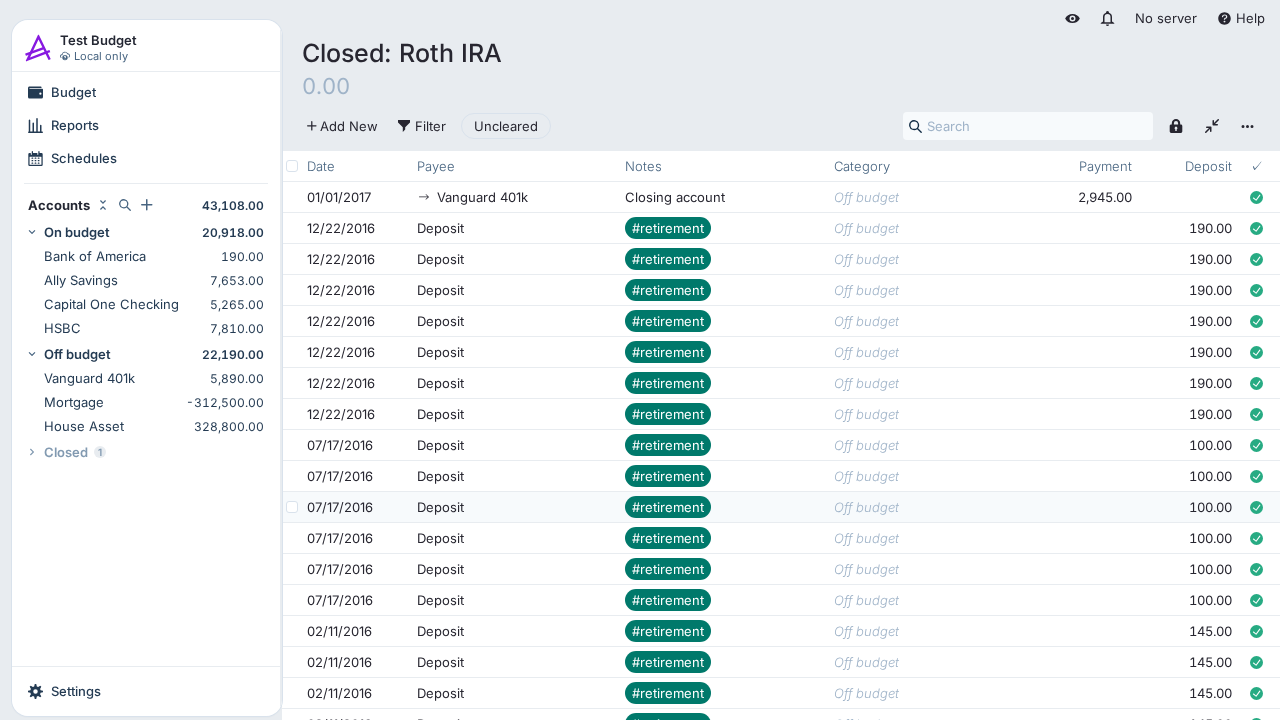 No server
Help
Test Budget
Local only
Budget
Reports
Schedules
Accounts 43,108.00
On budget 20,918.00
Bank of America 190.00
Ally Savings 7,653.00
Capital One Checking 5,265.00
HSBC 7,810.00
Off budget 22,190.00
Vanguard 401k 5,890.00
Mortgage -312,500.00
House Asset 328,800.00
Closed 1
Settings
Closed: Roth IRA
0.00
Add New Filter Uncleared Search
Date Payee Notes Category Payment Deposit ✓
01/01/2017 → Vanguard 401k Closing account Off budget 2,945.00
12/22/2016 Deposit #retirement Off budget 190.00
12/22/2016 Deposit #retirement Off budget 190.00
12/22/2016 Deposit #retirement Off budget 190.00
12/22/2016 Deposit #retirement Off budget 190.00
12/22/2016 Deposit #retirement Off budget 190.00
12/22/2016 Deposit #retirement Off budget 190.00
12/22/2016 Deposit #retirement Off budget 190.00
07/17/2016 Deposit #retirement Off budget 100.00
07/17/2016 Deposit #retirement Off budget 100.00
07/17/2016 Deposit #retirement Off budget 100.00
07/17/2016 Deposit #retirement Off budget 100.00
07/17/2016 Deposit #retirement Off budget 100.00
07/17/2016 Deposit #retirement Off budget 100.00
02/11/2016 Deposit #retirement Off budget 145.00
02/11/2016 Deposit #retirement Off budget 145.00
02/11/2016 Deposit #retirement Off budget 145.00